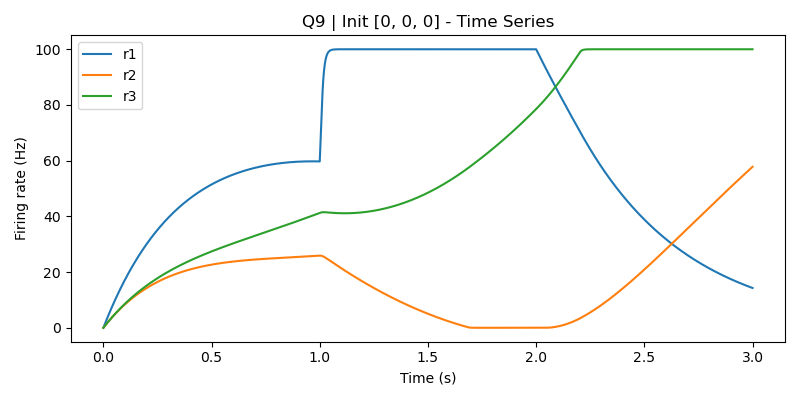 Q9 | Init [0, 0, 0] - Time Series
r1
r2
r3
Firing rate (Hz)
100
80
60
40
20
0
0.0 0.5 1.0 1.5 2.0 2.5 3.0
Time (s)